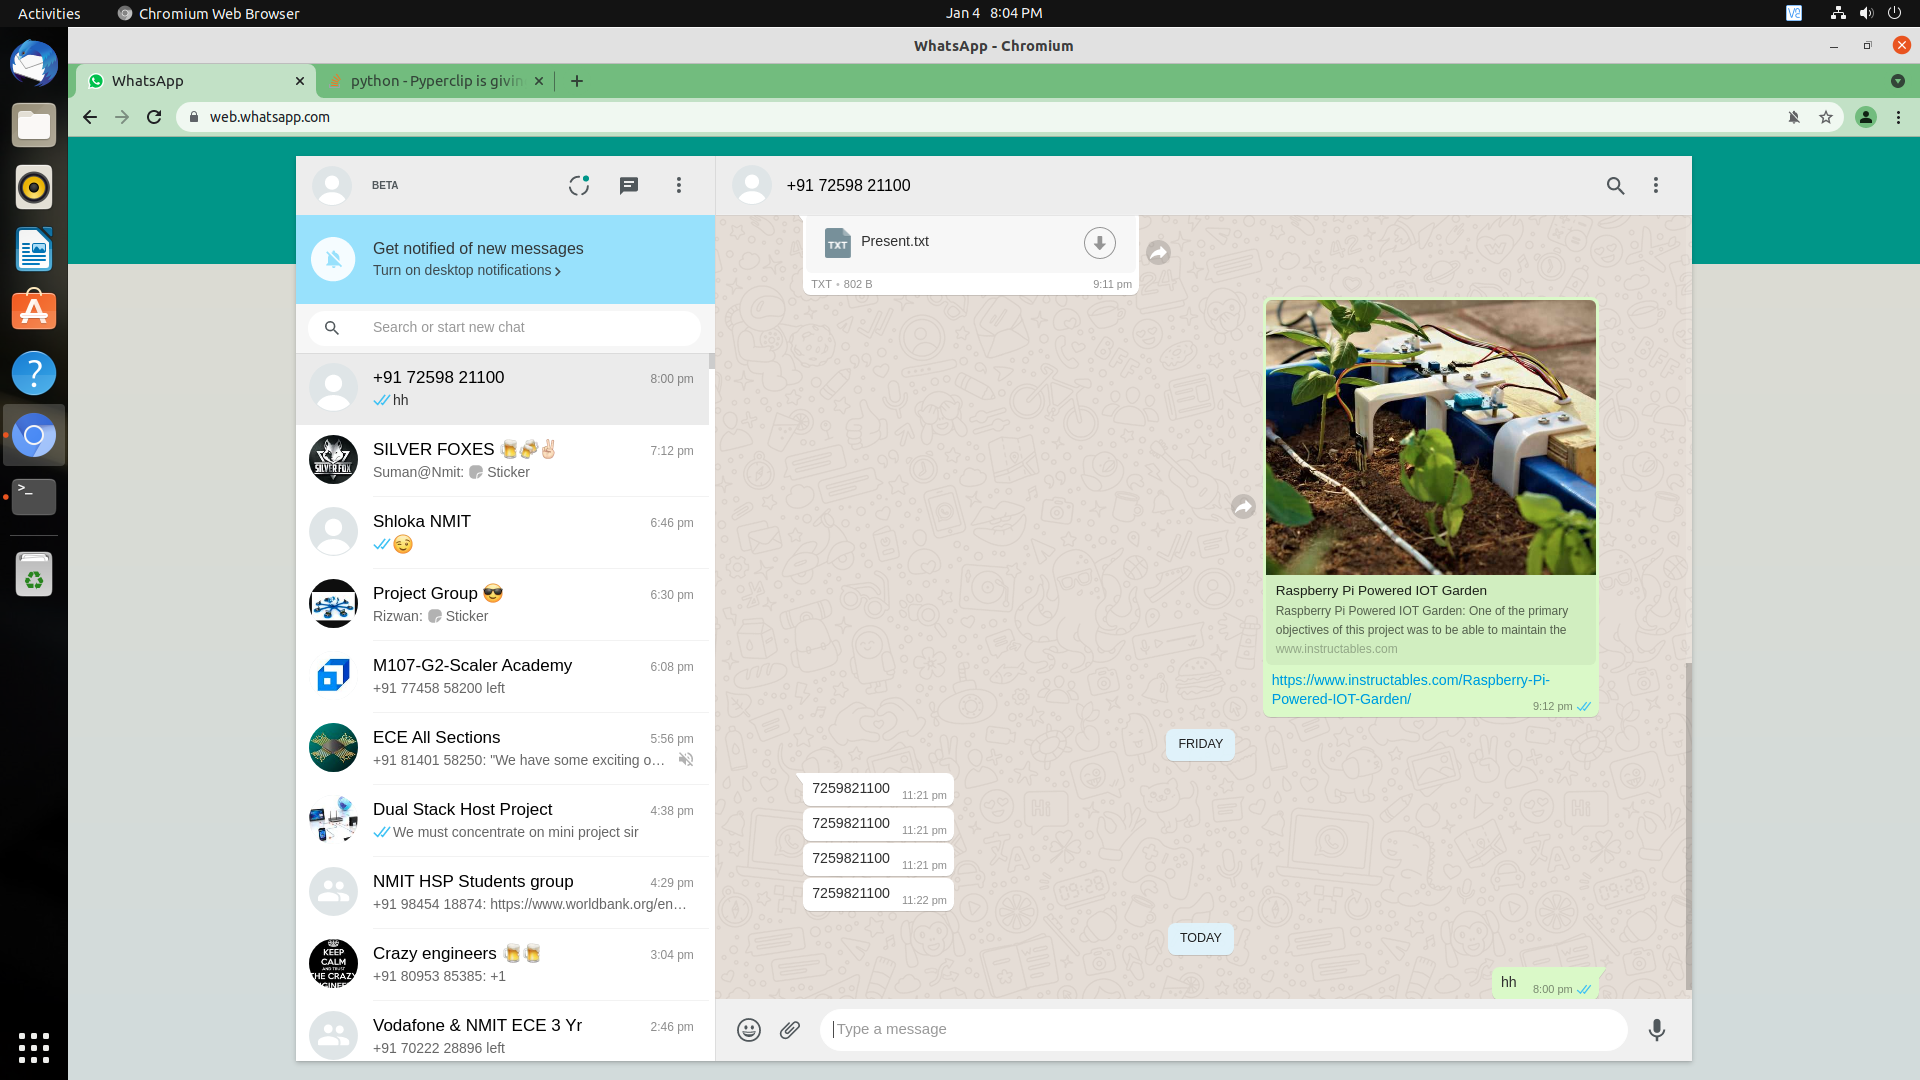 Activities
Chromium Web Browser
Jan 4 8:04 PM
WhatsApp - Chromium
WhatsApp
python - Pyperclip is givin
web.whatsapp.com
BETA
Get notified of new messages
Turn on desktop notifications
Search or start new chat
+91 72598 21100
8:00 pm
hh
SILVER FOXES 🍺🍻✌
7:12 pm
Suman@Nmit: Sticker
SILVER FOX
Shloka NMIT
6:46 pm
😉
Project Group 😎
6:30 pm
Rizwan: Sticker
M107-G2-Scaler Academy
6:08 pm
+91 77458 58200 left
ECE All Sections
5:56 pm
+91 81401 58250: "We have some exciting o…
Dual Stack Host Project
4:38 pm
We must concentrate on mini project sir
NMIT HSP Students group
4:29 pm
+91 98454 18874: https://www.worldbank.org/en…
Crazy engineers 🍺🍺
3:04 pm
+91 80953 85385: +1
KEEP
CALM
AND TRUST
THE CRAZY
Vodafone & NMIT ECE 3 Yr
2:46 pm
+91 70222 28896 left
+91 72598 21100
TXT
Present.txt
TXT • 802 B
9:11 pm
Raspberry Pi Powered IOT Garden
Raspberry Pi Powered IOT Garden: One of the primary
objectives of this project was to be able to maintain the
www.instructables.com
https://www.instructables.com/Raspberry-Pi-
Powered-IOT-Garden/
9:12 pm
FRIDAY
7259821100 11:21 pm
7259821100 11:21 pm
7259821100 11:21 pm
7259821100 11:22 pm
TODAY
hh 8:00 pm
Type a message